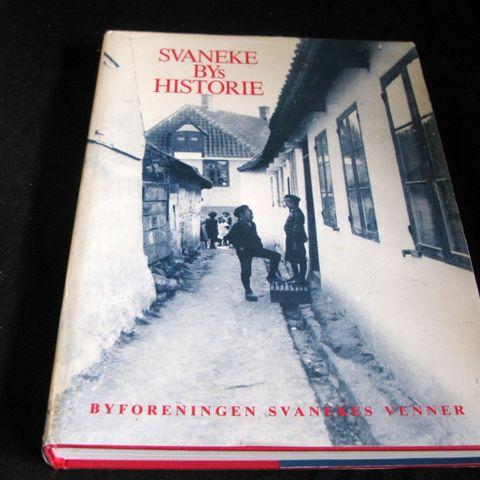 SVANEKE
BYs
HISTORIE
BYFORENINGEN SVANEKES VENNER